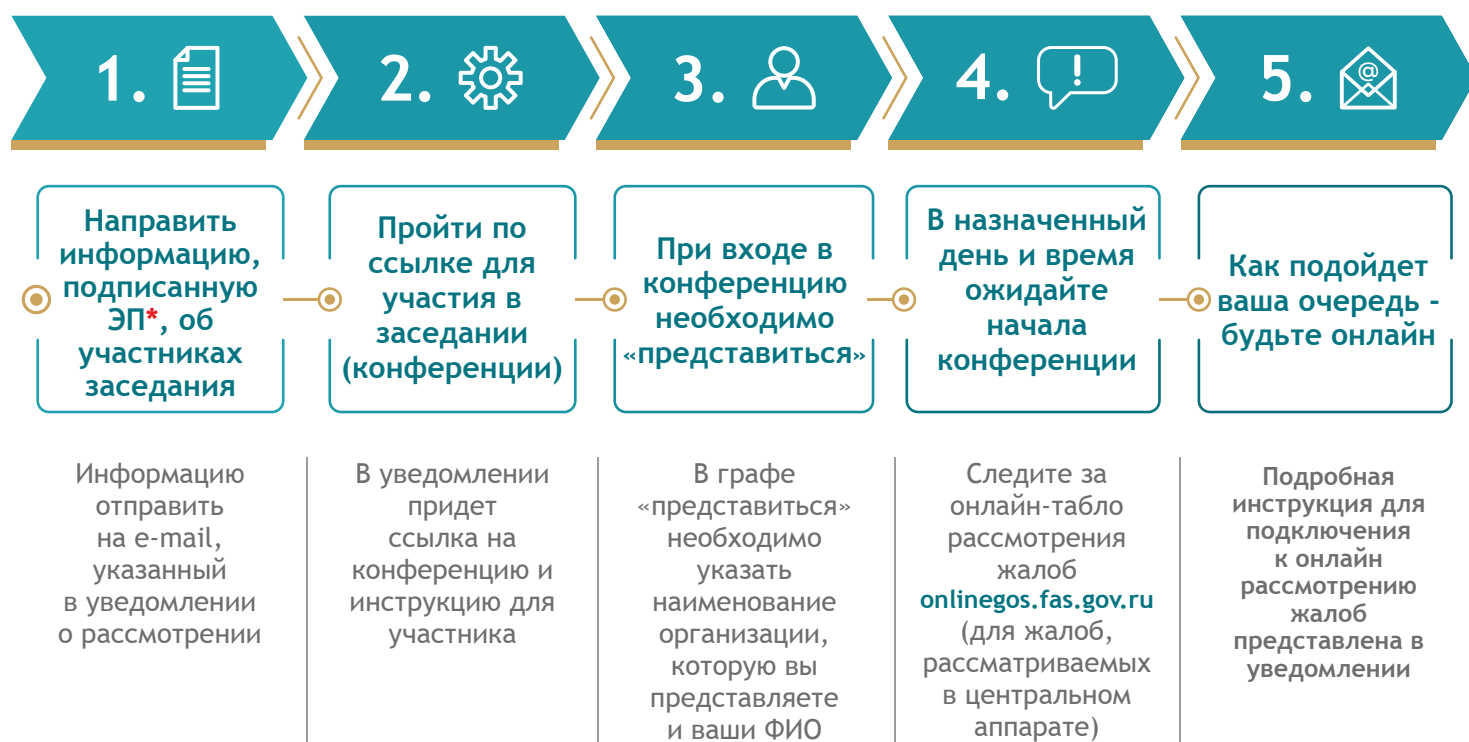 1.
2.
3.
4.
5.
Направить
информацию,
подписанную
ЭП*, об
участниках
заседания
Пройти по
ссылке для
участия в
заседании
(конференции)
При входе в
конференцию
необходимо
«представиться»
В назначенный
день и время
ожидайте
начала
конференции
Как подойдет
ваша очередь -
будьте онлайн
Информацию
отправить
на e-mail,
указанный
в уведомлении
о рассмотрении
В уведомлении
придет
ссылка на
конференцию и
инструкцию для
участника
В графе
«представиться»
необходимо
указать
наименование
организации,
которую вы
представляете
и ваши ФИО
Следите за
онлайн-табло
рассмотрения
жалоб
onlinegos.fas.gov.ru
(для жалоб,
рассматриваемых
в центральном
аппарате)
Подробная
инструкция для
подключения
к онлайн
рассмотрению
жалоб
представлена в
уведомлении